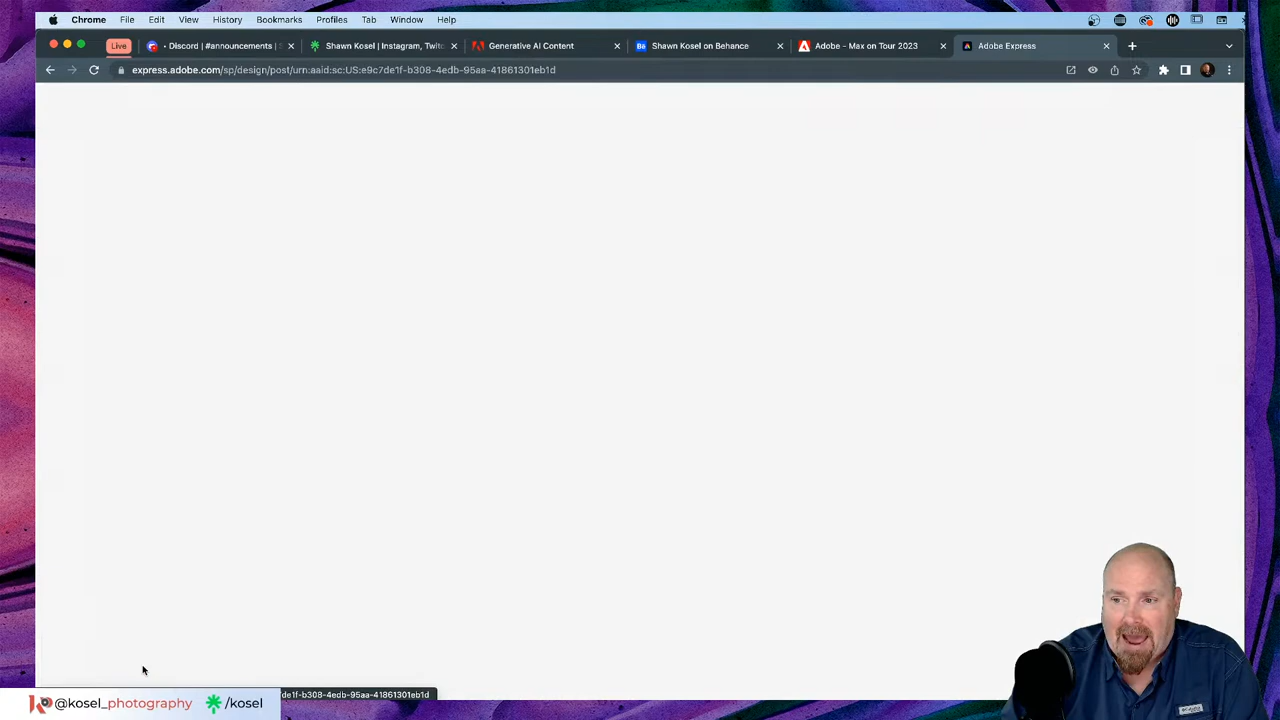 Chrome File Edit View History Bookmarks Profiles Tab Window Help
Live • Discord | #announcements | Shawn Kosel | Instagram, Twitc Generative AI Content Shawn Kosel on Behance Adobe - Max on Tour 2023 Adobe Express
express.adobe.com/sp/design/post/urn:aaid:sc:US:e9c7de1f-b308-4edb-95aa-41861301eb1d
de1f-b308-4edb-95aa-41861301eb1d
@kosel_photography /kosel